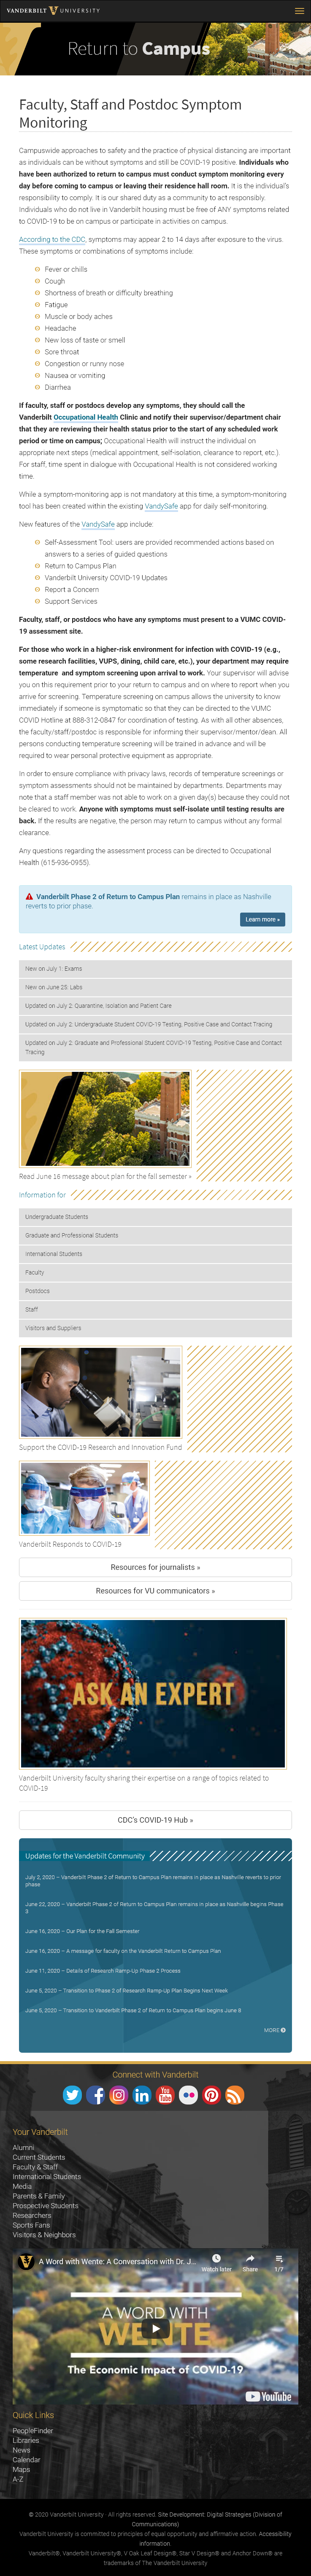 VANDERBILT V UNIVERSITY
Return to Campus
Faculty, Staff and Postdoc Symptom
Monitoring
Campuswide approaches to safety and the practice of physical distancing are important
as individuals can be without symptoms and still be COVID-19 positive. Individuals who
have been authorized to return to campus must conduct symptom monitoring every
day before coming to campus or leaving their residence hall room. It is the individual's
responsibility to comply. It is our shared duty as a community to act responsibly.
Individuals who do not live in Vanderbilt housing must be free of ANY symptoms related
to COVID-19 to be on campus or participate in activities on campus.
According to the CDC, symptoms may appear 2 to 14 days after exposure to the virus.
These symptoms or combinations of symptoms include:
Fever or chills
Cough
Shortness of breath or difficulty breathing
Fatigue
Muscle or body aches
Headache
New loss of taste or smell
Sore throat
Congestion or runny nose
Nausea or vomiting
Diarrhea
If faculty, staff or postdocs develop any symptoms, they should call the
Vanderbilt Occupational Health Clinic and notify their supervisor/department chair
that they are evaluating their health status prior to the start of any scheduled work
period or time on campus; Occupational Health will instruct the individual on
appropriate next steps (medical appointment, self-isolation, clearance to report, etc.).
For staff, time spent in dialogue with Occupational Health is not considered working
time.
While a symptom-monitoring app is not mandatory at this time, a symptom-monitoring
tool has been created within the existing VandySafe app for daily self-monitoring.
New features of the VandySafe app include:
Self-Assessment Tool: users are provided recommended actions based on
answers to a series of guided questions
Return to Campus Plan
Vanderbilt University COVID-19 Updates
Report a Concern
Support Services
Faculty, staff, or postdocs who have any symptoms must present to a VUMC COVID-
19 assessment site.
For those who work in a higher-risk environment for infection with COVID-19 (e.g.,
some research facilities, VUPS, dining, child care, etc.), your department may require
temperature and symptom screening upon arrival to work. Your supervisor will advise
you on this requirement prior to your return to campus and on where to report when you
arrive for screening. Temperature screening on campus allows the university to know
immediately if someone is symptomatic so that they can be directed to the VUMC
COVID Hotline at 888-312-0847 for coordination of testing. As with all other absences,
the faculty/staff/postdoc is responsible for informing their supervisor/mentor/dean. All
persons conducting temperature screening will be trained in advance and will be
required to wear personal protective equipment as appropriate.
In order to ensure compliance with privacy laws, records of temperature screenings or
symptom assessments should not be maintained by departments. Departments may
note that a staff member was not able to work on a given day(s) because they could not
be cleared to work. Anyone with symptoms must self-isolate until testing results are
back. If the results are negative, the person may return to campus without any formal
clearance.
Any questions regarding the assessment process can be directed to Occupational
Health (615-936-0955).
Vanderbilt Phase 2 of Return to Campus Plan remains in place as Nashville
reverts to prior phase.
Learn more »
Latest Updates
New on July 1: Exams
New on June 25: Labs
Updated on July 2: Quarantine, Isolation and Patient Care
Updated on July 2: Undergraduate Student COVID-19 Testing, Positive Case and Contact Tracing
Updated on July 2: Graduate and Professional Student COVID-19 Testing, Positive Case and Contact
Tracing
Read June 16 message about plan for the fall semester »
Information for
Undergraduate Students
Graduate and Professional Students
International Students
Faculty
Postdocs
Staff
Visitors and Suppliers
Support the COVID-19 Research and Innovation Fund
Vanderbilt Responds to COVID-19
Resources for journalists »
Resources for VU communicators »
ASK AN EXPERT
Vanderbilt University faculty sharing their expertise on a range of topics related to
COVID-19
CDC's COVID-19 Hub »
Updates for the Vanderbilt Community
July 2, 2020 – Vanderbilt Phase 2 of Return to Campus Plan remains in place as Nashville reverts to prior
phase
June 22, 2020 – Vanderbilt Phase 2 of Return to Campus Plan remains in place as Nashville begins Phase
3
June 16, 2020 – Our Plan for the Fall Semester
June 16, 2020 – A message for faculty on the Vanderbilt Return to Campus Plan
June 11, 2020 – Details of Research Ramp-Up Phase 2 Process
June 5, 2020 – Transition to Phase 2 of Research Ramp-Up Plan Begins Next Week
June 5, 2020 – Transition to Vanderbilt Phase 2 of Return to Campus Plan begins June 8
MORE
Connect with Vanderbilt
You Tube
Your Vanderbilt
Alumni
Current Students
Faculty & Staff
International Students
Media
Parents & Family
Prospective Students
Researchers
Sports Fans
Visitors & Neighbors
A Word with Wente: A Conversation with Dr. J...
Watch later
Share
1/7
A WORD WITH
WENTE
The Economic Impact of COVID-19
YouTube
Quick Links
PeopleFinder
Libraries
News
Calendar
Maps
A-Z
© 2020 Vanderbilt University · All rights reserved. Site Development: Digital Strategies (Division of
Communications)
Vanderbilt University is committed to principles of equal opportunity and affirmative action. Accessibility
information
Vanderbilt®, Vanderbilt University®, V Oak Leaf Design®, Star V Design® and Anchor Down® are
trademarks of The Vanderbilt University